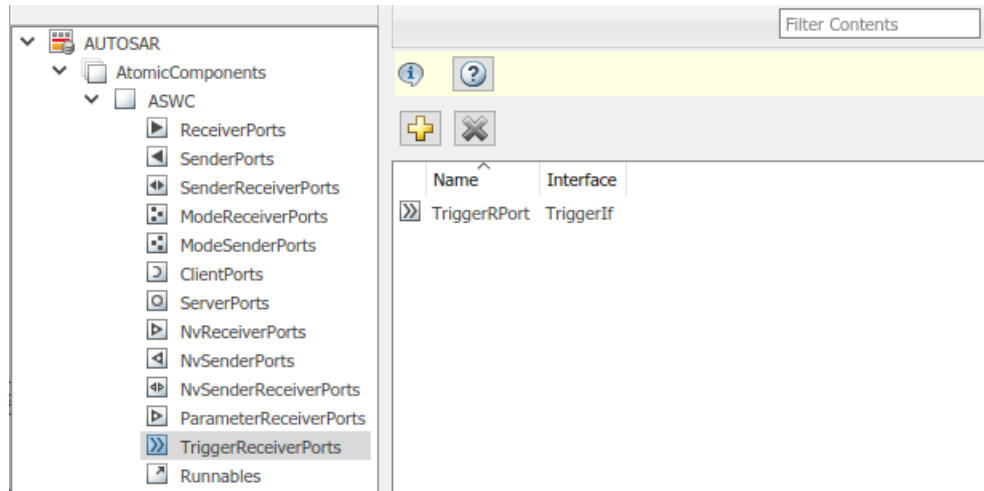 Filter Contents
AUTOSAR
AtomicComponents
ASWC
ReceiverPorts
SenderPorts
SenderReceiverPorts
ModeReceiverPorts
ModeSenderPorts
ClientPorts
ServerPorts
NvReceiverPorts
NvSenderPorts
NvSenderReceiverPorts
ParameterReceiverPorts
TriggerReceiverPorts
Runnables
Name Interface
TriggerRPort TriggerIf